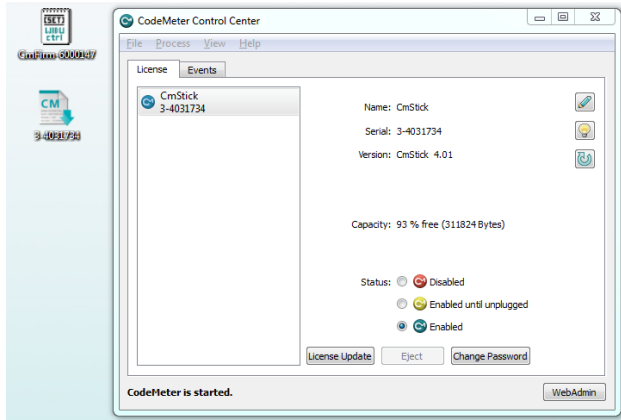 SET
WIBU
ctrl
CmFirm-6000147
CM
3-4031734
CodeMeter Control Center
File Process View Help
License Events
CmStick
3-4031734
Name: CmStick
Serial: 3-4031734
Version: CmStick 4.01
Capacity: 93 % free (311824 Bytes)
Status: Disabled
Enabled until unplugged
Enabled
License Update Eject Change Password
CodeMeter is started.
WebAdmin